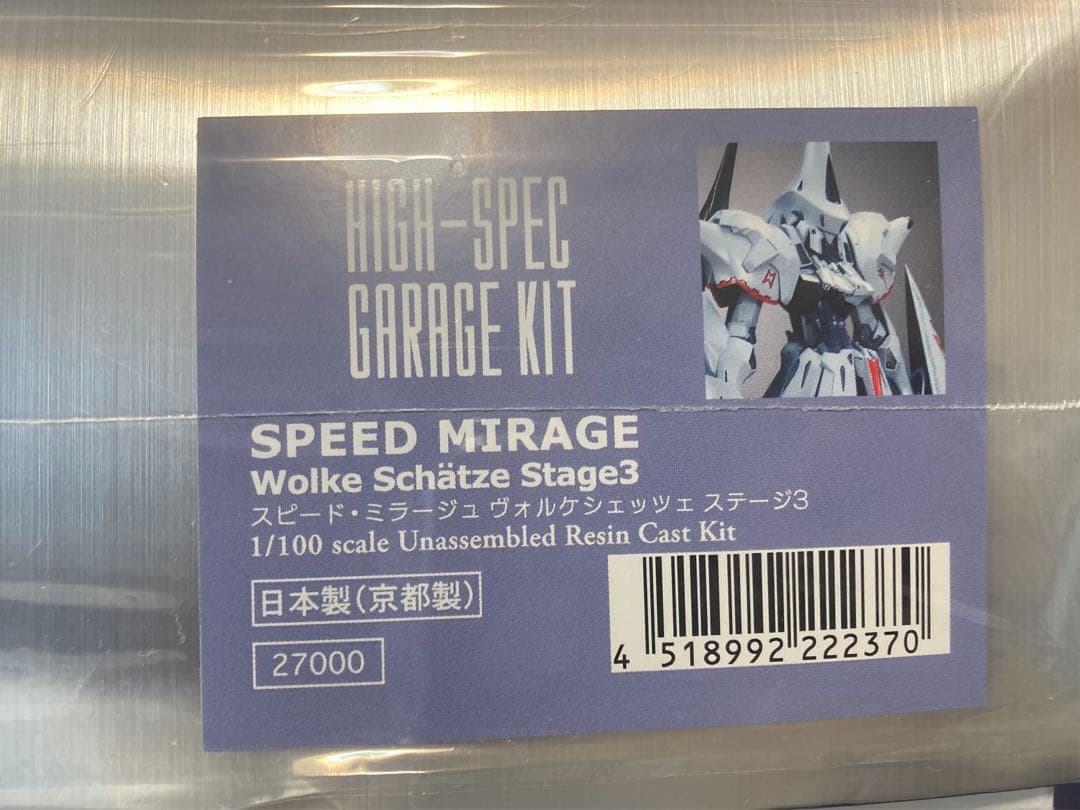 HIGH-SPEC
GARAGE KIT
SPEED MIRAGE
Wolke Schätze Stage3
スピード・ミラージュ ヴォルケシェッツェ ステージ3
1/100 scale Unassembled Resin Cast Kit
日本製(京都製)
27000
4 518992 222370